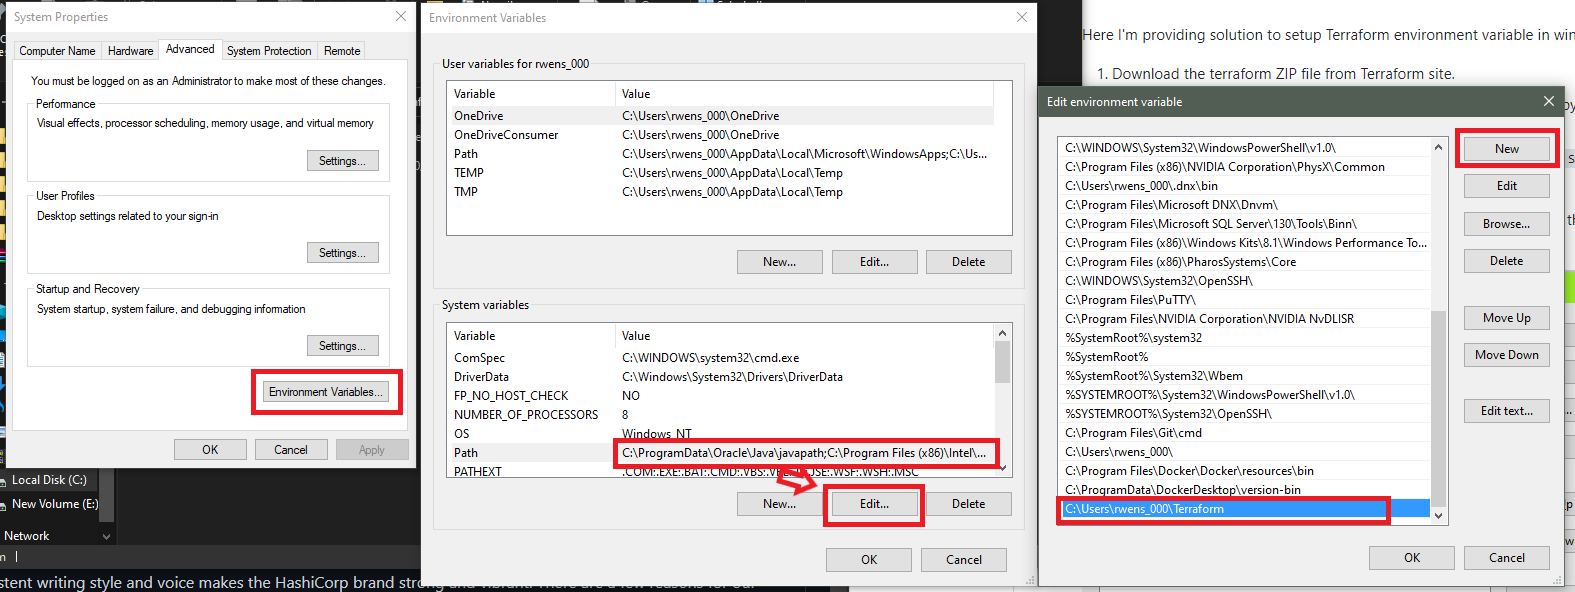 System Properties
Computer Name
Hardware
Advanced
System Protection
Remote
You must be logged on as an Administrator to make most of these changes.
Performance
Visual effects, processor scheduling, memory usage, and virtual memory
Settings...
User Profiles
Desktop settings related to your sign-in
Settings...
Startup and Recovery
System startup, system failure, and debugging information
Settings...
Environment Variables...
OK
Cancel
Apply
Local Disk (C:)
New Volume (E:)
Network
Environment Variables
User variables for rwens_000
Variable Value
OneDrive C:\Users\rwens_000\OneDrive
OneDriveConsumer C:\Users\rwens_000\OneDrive
Path C:\Users\rwens_000\AppData\Local\Microsoft\WindowsApps;C:\Us...
TEMP C:\Users\rwens_000\AppData\Local\Temp
TMP C:\Users\rwens_000\AppData\Local\Temp
New...
Edit...
Delete
System variables
Variable Value
ComSpec C:\WINDOWS\system32\cmd.exe
DriverData C:\Windows\System32\Drivers\DriverData
FP_NO_HOST_CHECK NO
NUMBER_OF_PROCESSORS 8
OS Windows_NT
Path C:\ProgramData\Oracle\Java\javapath;C:\Program Files (x86)\Intel\...
PATHEXT .COM;.EXE;.BAT;.CMD;.VBS;
New...
Edit...
Delete
OK
Cancel
stent writing style and voice makes the HashiCorp brand strong and vibrant. There are a few reasons for our
Here I'm providing solution to setup Terraform environment variable in win
1. Download the terraform ZIP file from Terraform site.
Edit environment variable
C:\WINDOWS\System32\WindowsPowerShell\v1.0\
C:\Program Files (x86)\NVIDIA Corporation\PhysX\Common
C:\Users\rwens_000\.dnx\bin
C:\Program Files\Microsoft DNX\Dnvm\
C:\Program Files\Microsoft SQL Server\130\Tools\Binn\
C:\Program Files (x86)\Windows Kits\8.1\Windows Performance To...
C:\Program Files (x86)\PharosSystems\Core
C:\WINDOWS\System32\OpenSSH\
C:\Program Files\PuTTY\
C:\Program Files\NVIDIA Corporation\NVIDIA NvDLISR
%SystemRoot%\system32
%SystemRoot%
%SystemRoot%\System32\Wbem
%SYSTEMROOT%\System32\WindowsPowerShell\v1.0\
%SYSTEMROOT%\System32\OpenSSH\
C:\Program Files\Git\cmd
C:\Users\rwens_000\
C:\Program Files\Docker\Docker\resources\bin
C:\ProgramData\DockerDesktop\version-bin
C:\Users\rwens_000\Terraform
New
Edit
Browse...
Delete
Move Up
Move Down
Edit text...
OK
Cancel